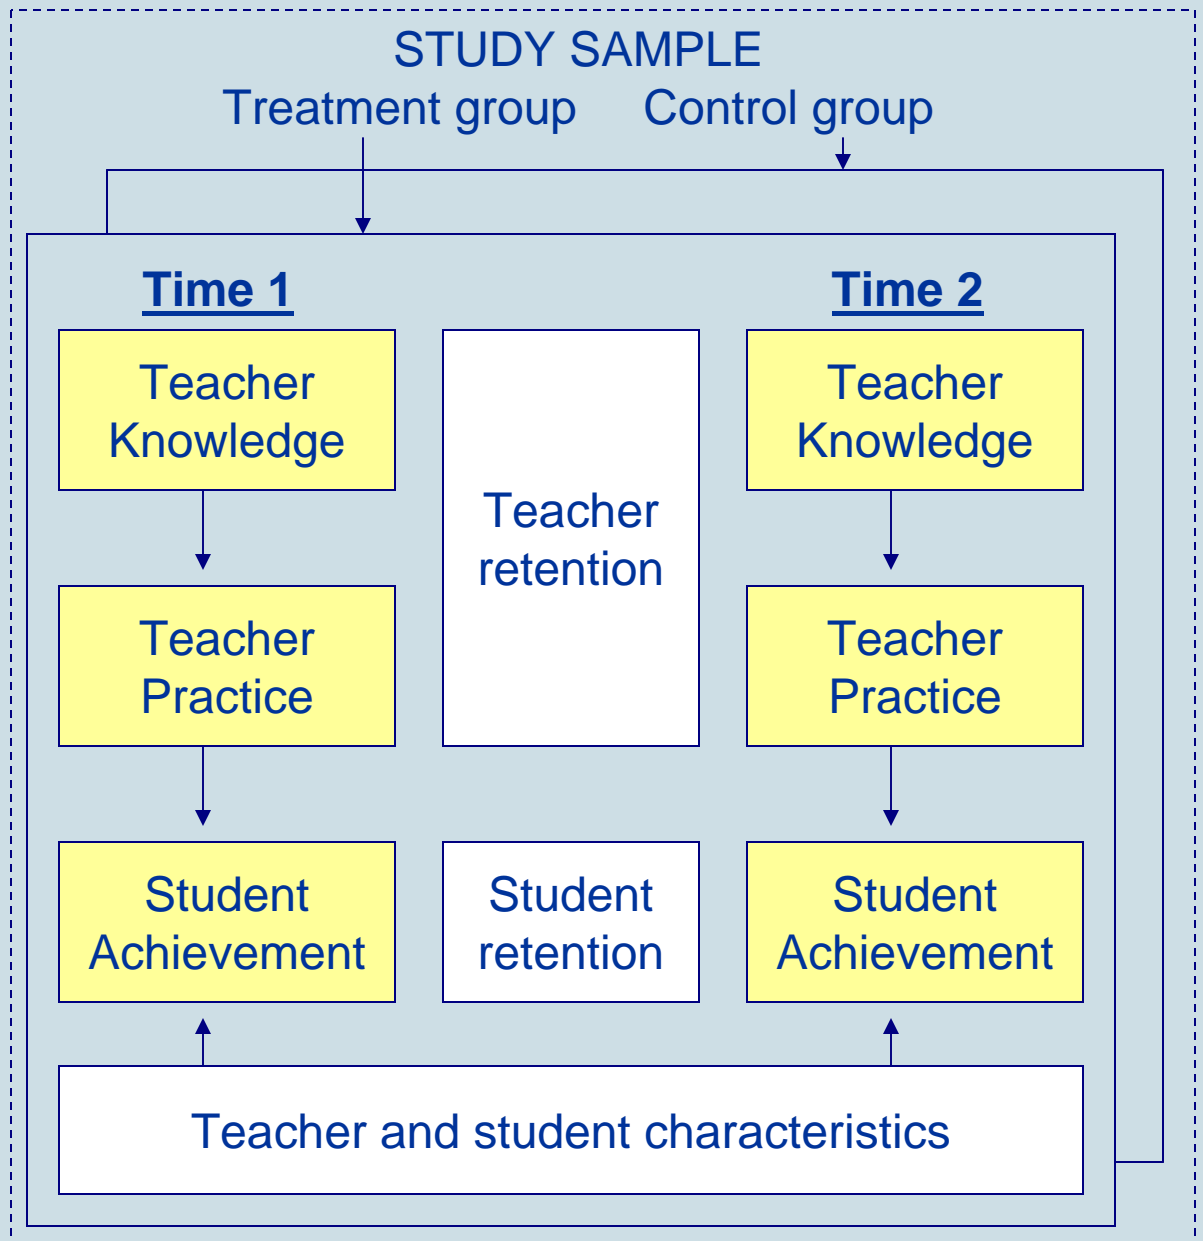 STUDY SAMPLE
Treatment group Control group
Time 1
Time 2
Teacher
Knowledge
Teacher
retention
Teacher
Knowledge
Teacher
Practice
Teacher
Practice
Student
Achievement
Student
retention
Student
Achievement
Teacher and student characteristics